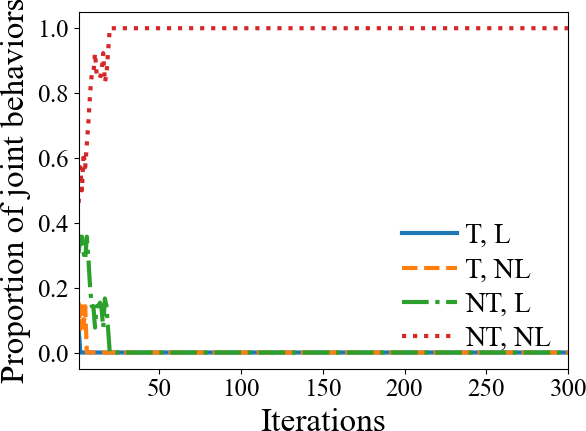 Proportion of joint behaviors
1.0
0.8
0.6
0.4
0.2
0.0
T, L
T, NL
NT, L
NT, NL
50
100
150
200
250
300
Iterations